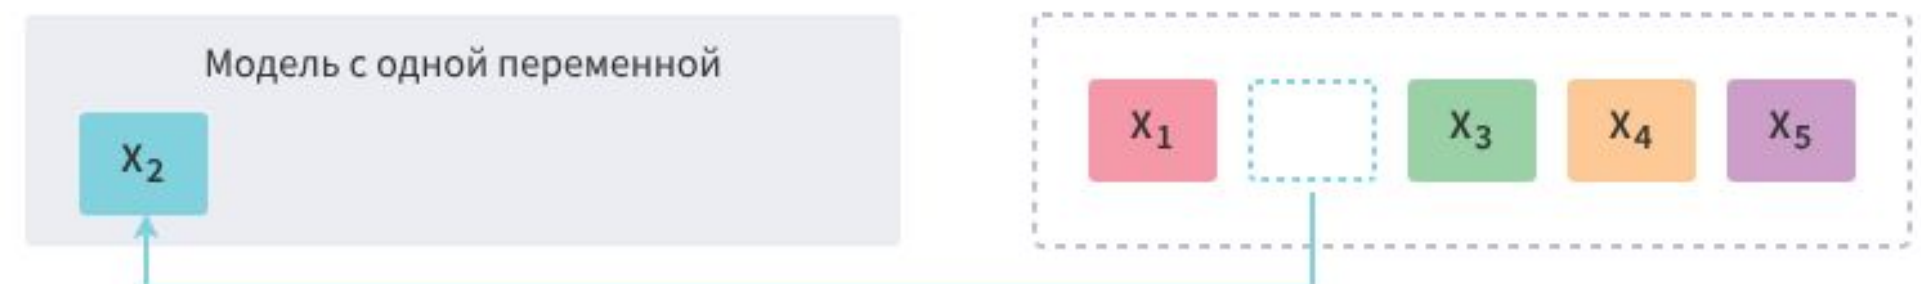 Модель с одной переменной
X₂
X₁ X₃ X₄ X₅